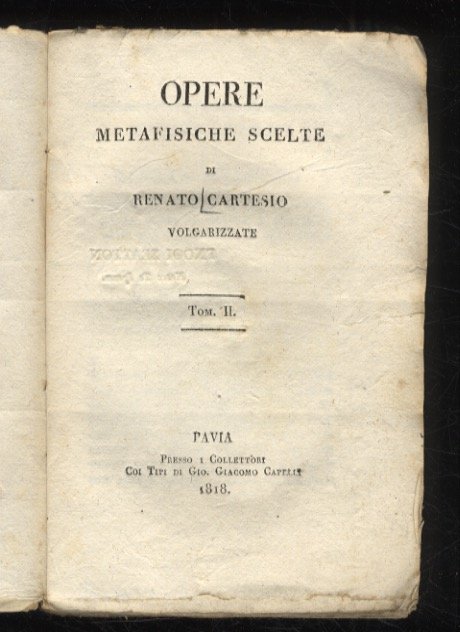 OPERE
METAFISICHE SCELTE
DI
RENATO CARTESIO
VOLGARIZZATE
Tom. II.
PAVIA
Presso i Collettori
Coi Tipi di Gio. Giacomo Capelli
1818.